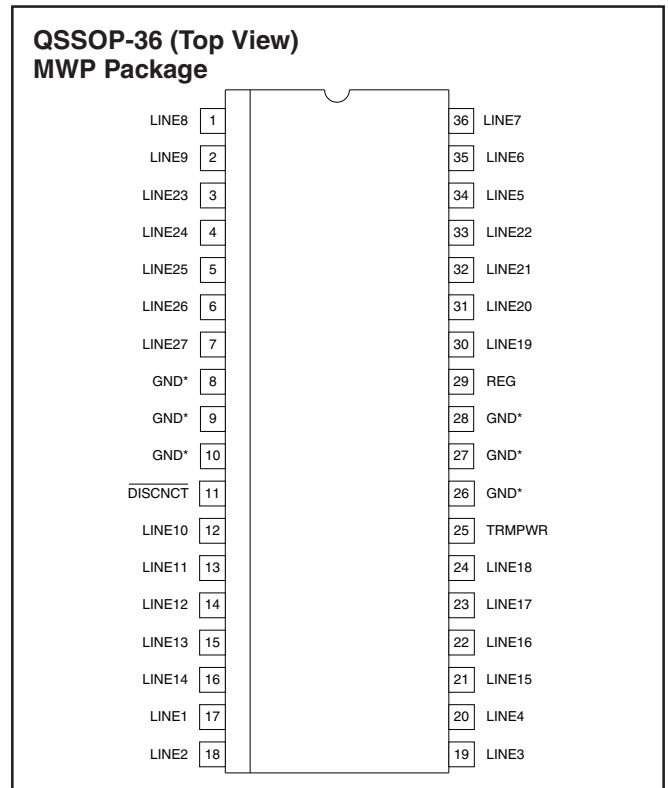 QSSOP-36 (Top View)
MWP Package
LINE8 1 36 LINE7
LINE9 2 35 LINE6
LINE23 3 34 LINE5
LINE24 4 33 LINE22
LINE25 5 32 LINE21
LINE26 6 31 LINE20
LINE27 7 30 LINE19
GND* 8 29 REG
GND* 9 28 GND*
GND* 10 27 GND*
DISCNCT 11 26 GND*
LINE10 12 25 TRMPWR
LINE11 13 24 LINE18
LINE12 14 23 LINE17
LINE13 15 22 LINE16
LINE14 16 21 LINE15
LINE1 17 20 LINE4
LINE2 18 19 LINE3